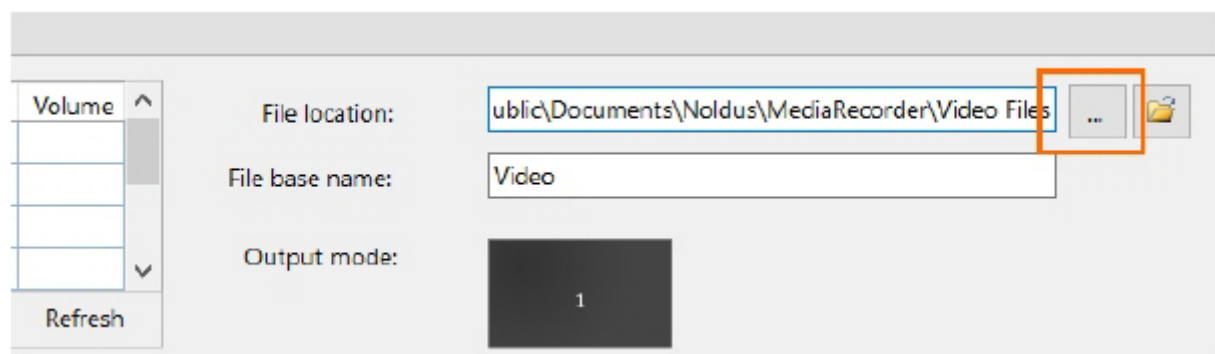 Volume
File location:
ublic\Documents\Noldus\MediaRecorder\Video Files
...
File base name:
Video
Output mode:
1
Refresh